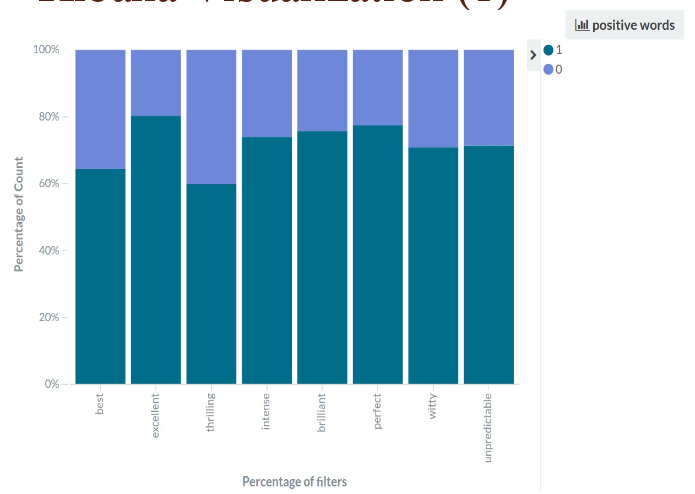 positive words
1
0
100%
80%
60%
40%
20%
0%
Percentage of Count
best
excellent
thrilling
intense
brilliant
perfect
witty
unpredictable
Percentage of filters